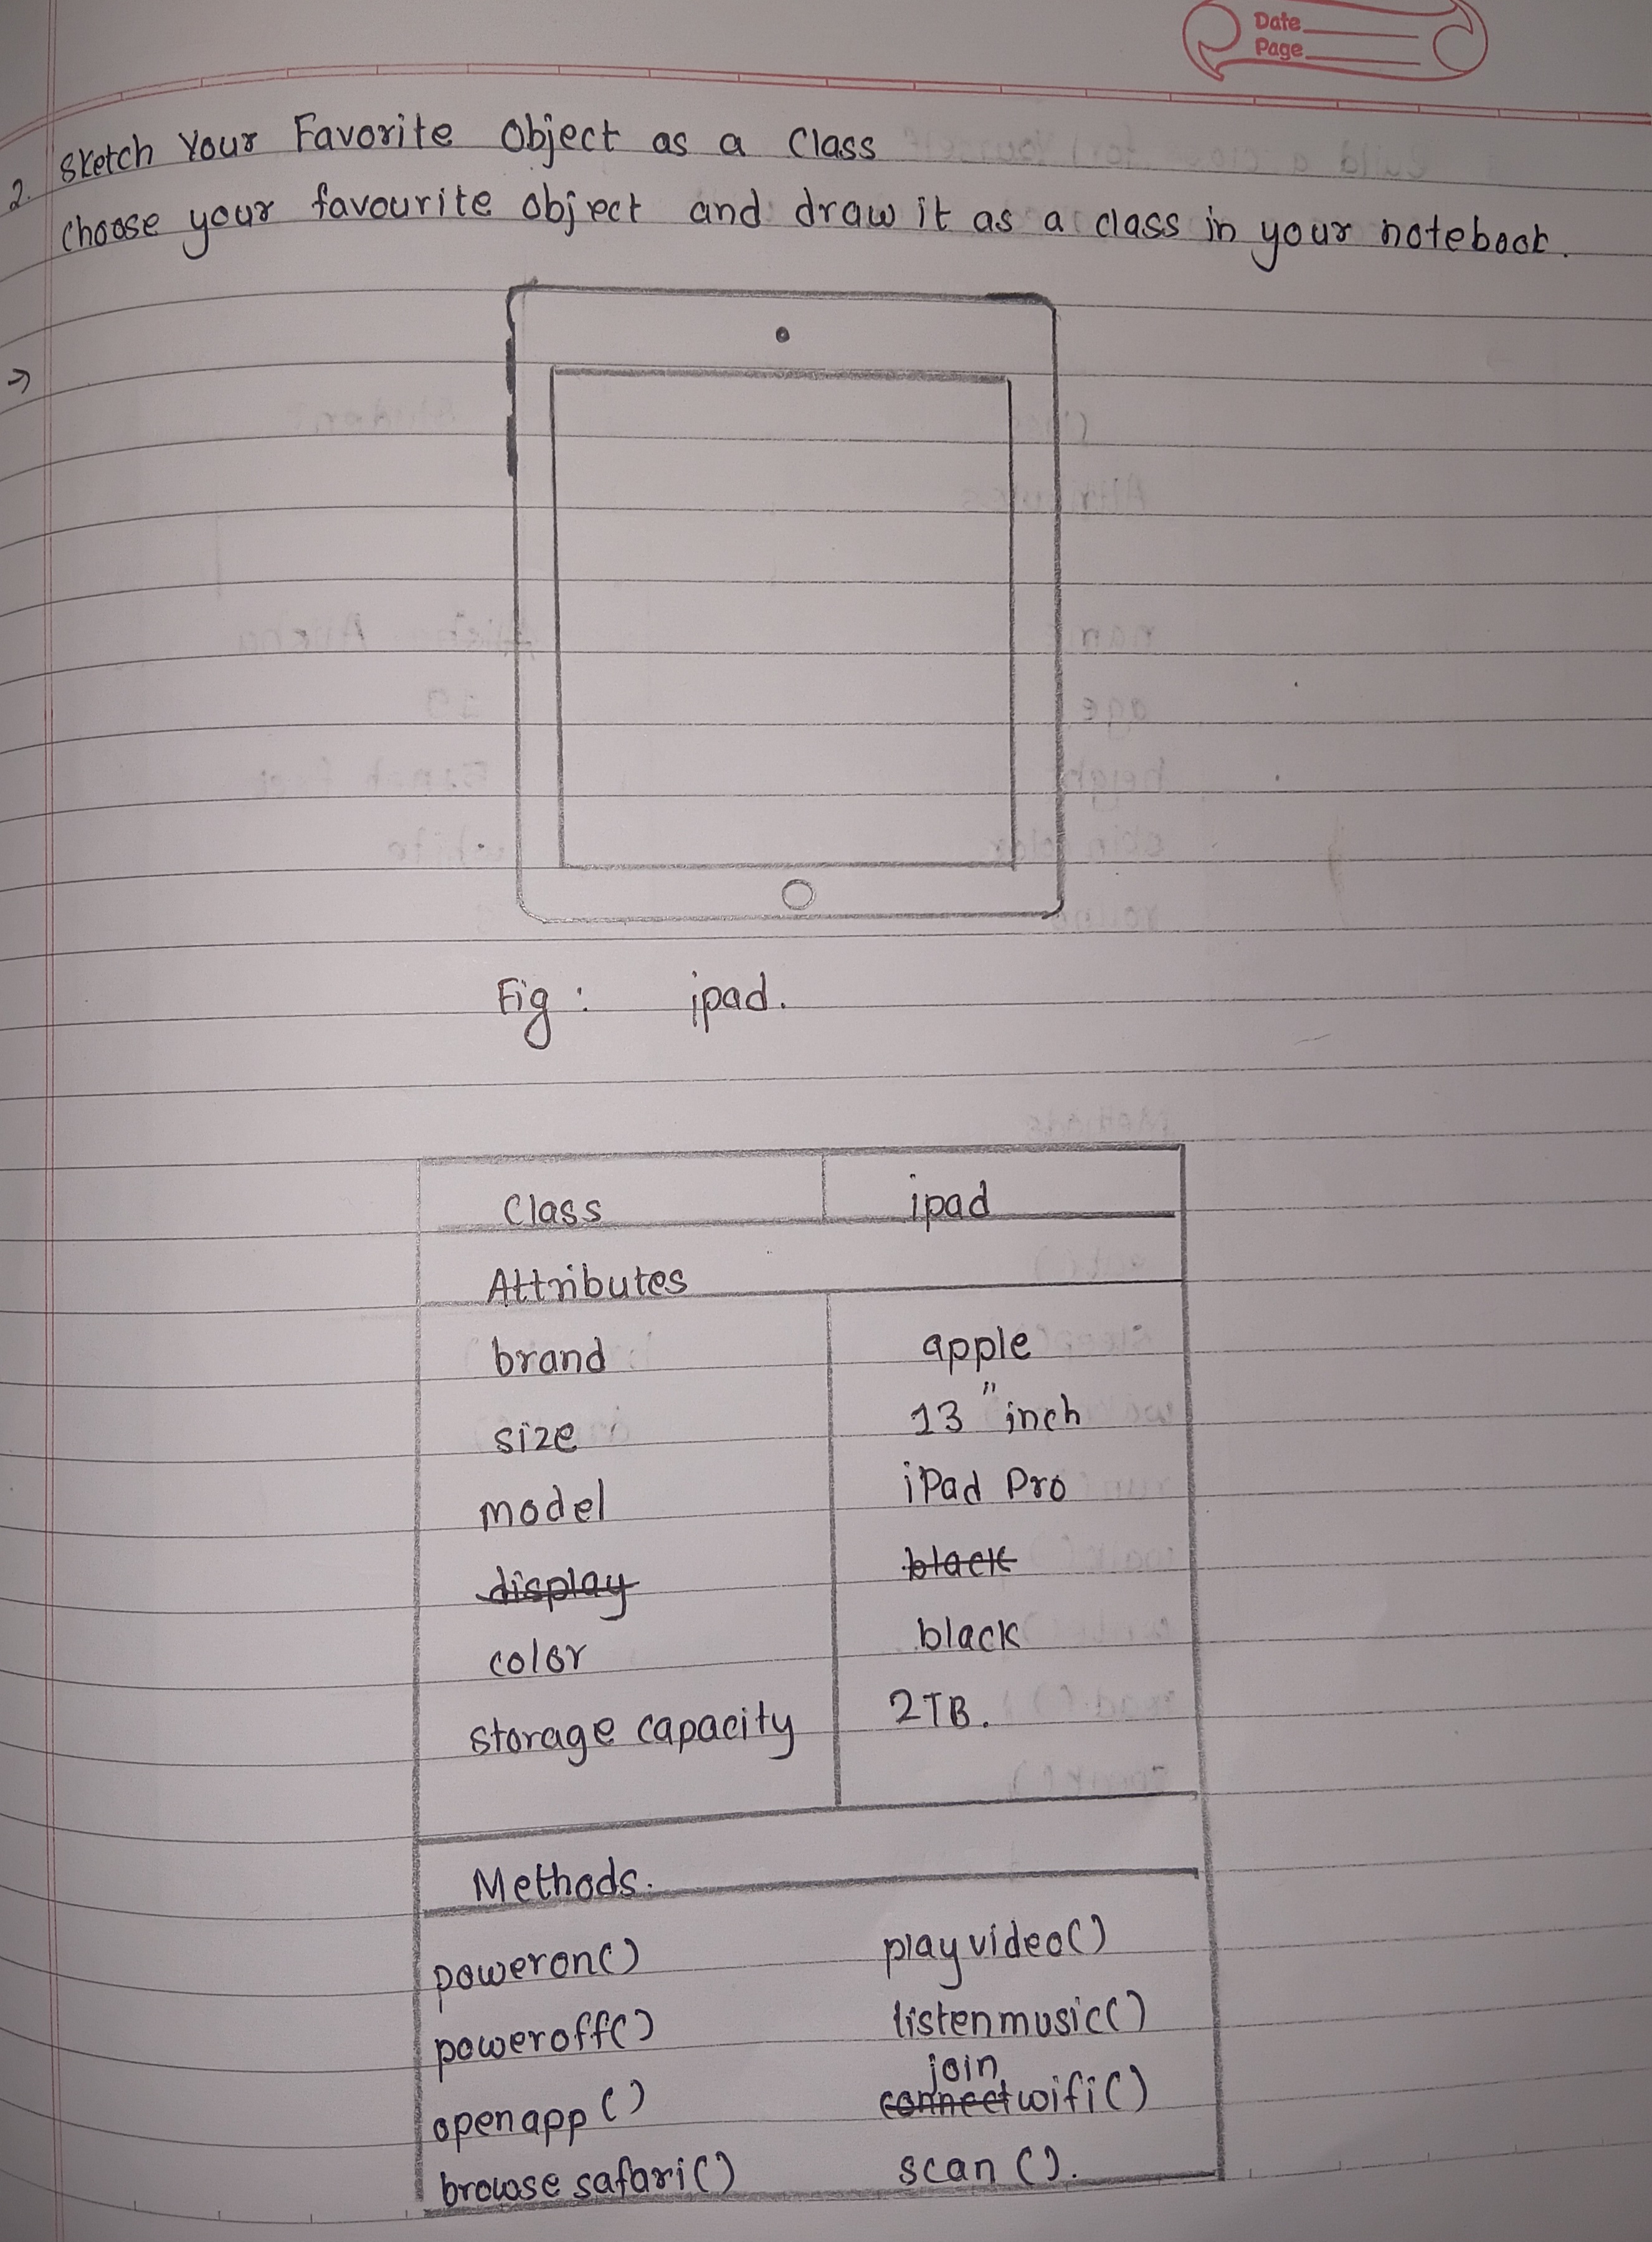 Date
Page
2. Sketch Your Favorite Object as a Class
Choose your favourite object and draw it as a class in your notebook.
→
Fig : ipad.
Class ipad
Attributes
brand apple
size 13" inch
model iPad Pro
display black
color black
storage capacity 2TB.
Methods.
poweron() playvideo()
poweroff() listenmusic()
join
openapp() connectwifi()
browse safari() scan().